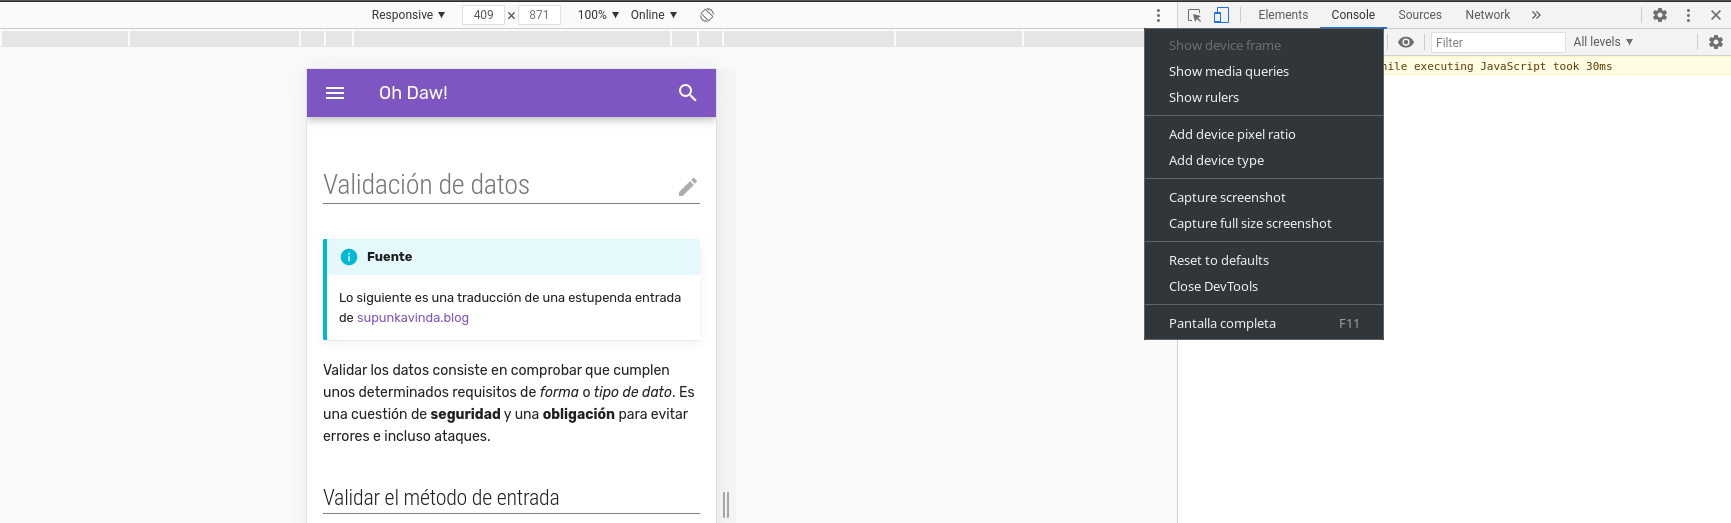 Responsive ▼ 409 × 871 100% ▼ Online ▼
Elements Console Sources Network »
Filter All levels ▼
executing JavaScript took 30ms
Show device frame
Show media queries
Show rulers
Add device pixel ratio
Add device type
Capture screenshot
Capture full size screenshot
Reset to defaults
Close DevTools
Pantalla completa F11
Oh Daw!
Validación de datos
Fuente
Lo siguiente es una traducción de una estupenda entrada
de supunkavinda.blog
Validar los datos consiste en comprobar que cumplen
unos determinados requisitos de forma o tipo de dato. Es
una cuestión de seguridad y una obligación para evitar
errores e incluso ataques.
Validar el método de entrada